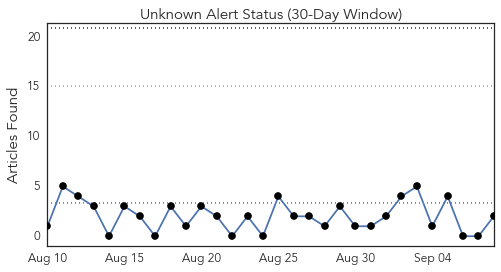 Unknown Alert Status (30-Day Window)
20
15
10
5
0
Articles Found
Aug 10 Aug 15 Aug 20 Aug 25 Aug 30 Sep 04